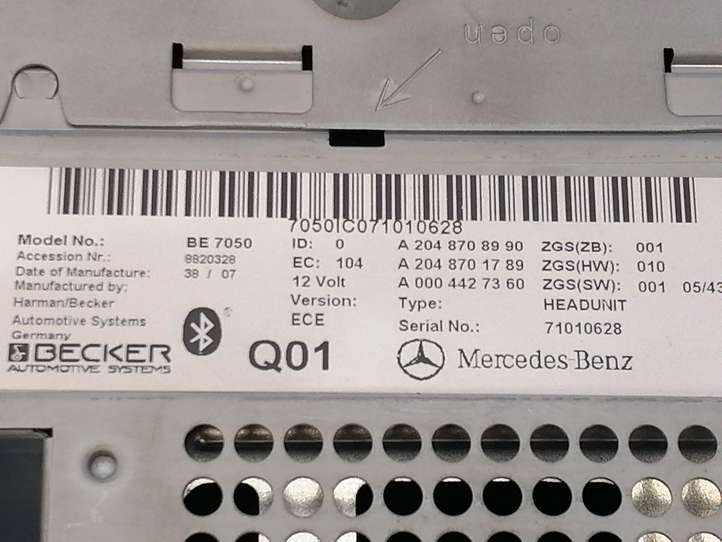 open
7050IC071010628
Model No.: BE 7050 ID: 0 A 204 870 89 90 ZGS(ZB): 001
Accession Nr.: 8820328 EC: 104 A 204 870 17 89 ZGS(HW): 010
Date of Manufacture: 38 / 07 12 Volt A 000 442 73 60 ZGS(SW): 001 05/43
Manufactured by: Version: Type: HEADUNIT
Harman/Becker ECE Serial No.: 71010628
Automotive Systems
Germany
BECKER Q01 Mercedes-Benz
AUTOMOTIVE SYSTEMS